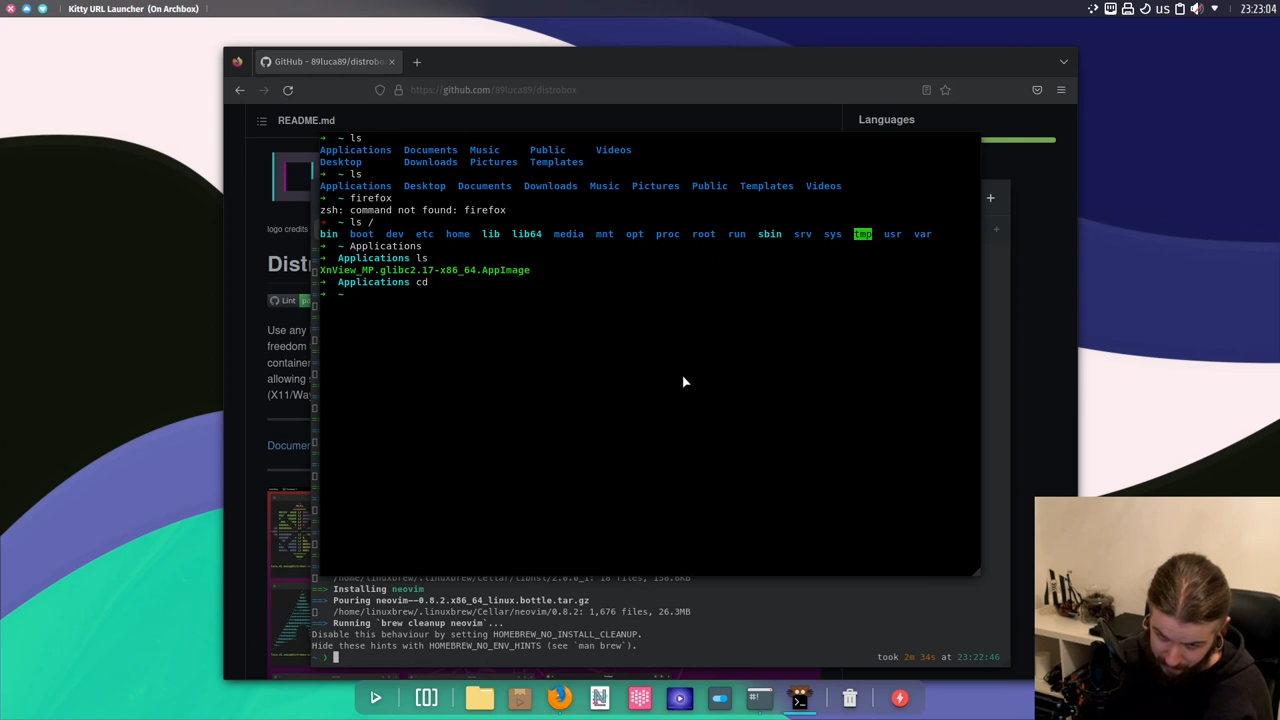 Kitty URL Launcher (On Archbox)
us
23:23:04
GitHub - 89luca89/distrobo
https://github.com/89luca89/distrobox
README.md
Languages
➜ ~ ls
Applications Documents Music Public Videos
Desktop Downloads Pictures Templates
➜ ~ ls
Applications Desktop Documents Downloads Music Pictures Public Templates Videos
➜ ~ firefox
zsh: command not found: firefox
➜ ~ ls /
bin boot dev etc home lib lib64 media mnt opt proc root run sbin srv sys tmp usr var
➜ ~ Applications
➜ Applications ls
XnView_MP.glibc2.17-x86_64.AppImage
➜ Applications cd
➜ ~
logo credits
Distr
Lint
Use any
freedom
container
allowing
(X11/Wa
Docume
==> Installing neovim
==> Pouring neovim--0.8.2.x86_64_linux.bottle.tar.gz
/home/linuxbrew/.linuxbrew/Cellar/neovim/0.8.2: 1,676 files, 26.3MB
==> Running `brew cleanup neovim`...
Disable this behaviour by setting HOMEBREW_NO_INSTALL_CLEANUP.
Hide these hints with HOMEBREW_NO_ENV_HINTS (see `man brew`).
~ ❯
took 2m 34s at 23:22:46